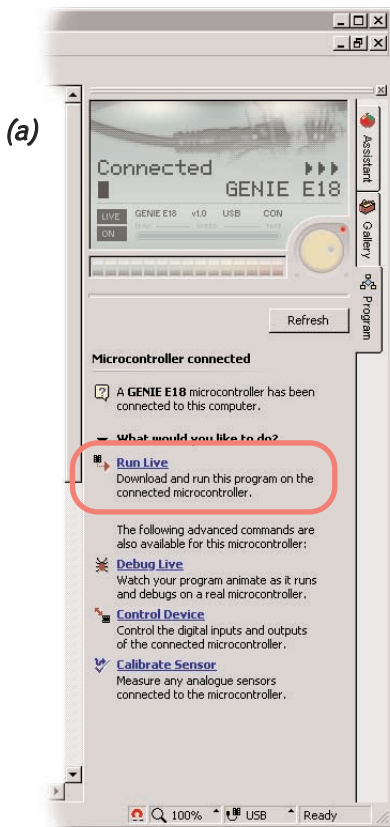 (a)
Connected
GENIE E18
LIVE
GENIE E18 v1.0 USB CON
ON
Assistant
Gallery
Program
Refresh
Microcontroller connected
A GENIE E18 microcontroller has been
connected to this computer.
What would you like to do?
Run Live
Download and run this program on the
connected microcontroller.
The following advanced commands are
also available for this microcontroller:
Debug Live
Watch your program animate as it runs
and debugs on a real microcontroller.
Control Device
Control the digital inputs and outputs
of the connected microcontroller.
Calibrate Sensor
Measure any analogue sensors
connected to the microcontroller.
100% USB Ready